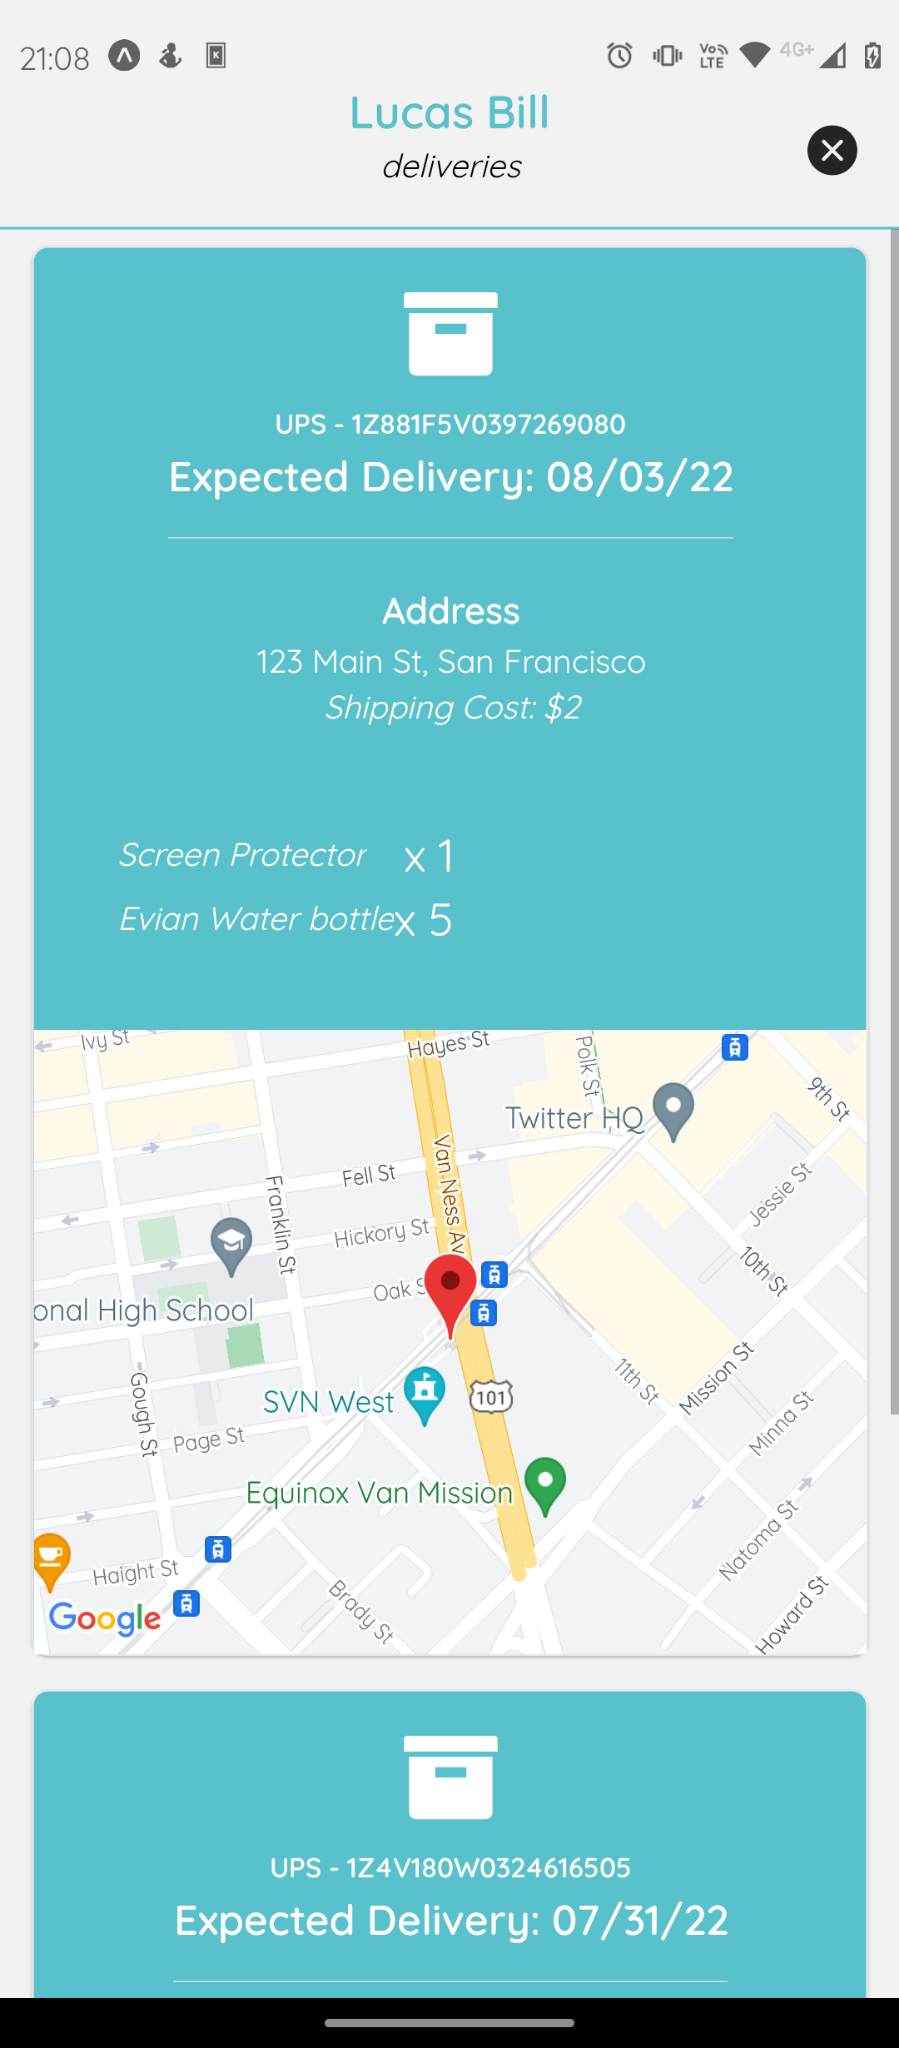 21:08
Vo LTE
4G+
Lucas Bill
deliveries
UPS - 1Z881F5V0397269080
Expected Delivery: 08/03/22
Address
123 Main St, San Francisco
Shipping Cost: $2
Screen Protector x 1
Evian Water bottlex 5
Ivy St
Hayes St
Polk St
9th St
Twitter HQ
Van Ness Av
Fell St
Franklin St
Jessie St
Hickory St
10th St
Oak S
onal High School
Mission St
11th St
Gough St
SVN West
101
Minna St
Page St
Equinox Van Mission
Natoma St
Haight St
Brady St
Howard St
Google
UPS - 1Z4V180W0324616505
Expected Delivery: 07/31/22